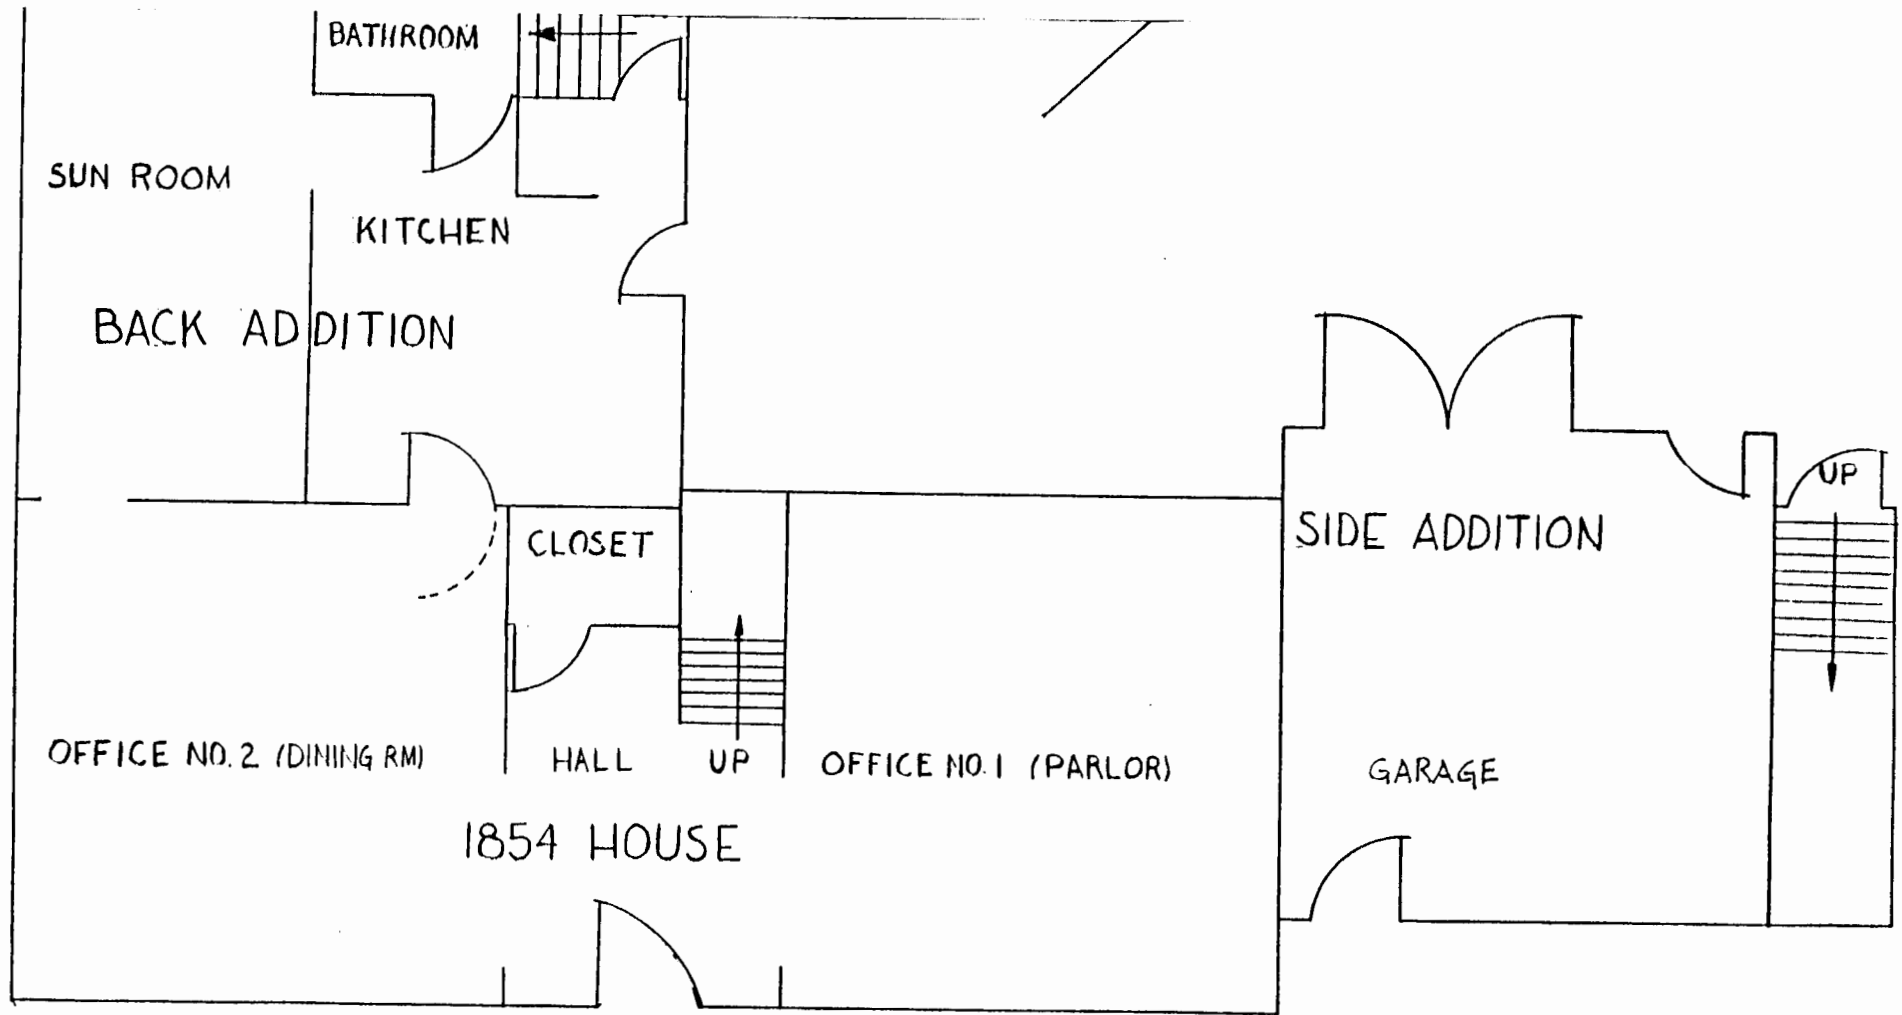 BATHROOM
SUN ROOM
KITCHEN
BACK ADDITION
UP
SIDE ADDITION
CLOSET
OFFICE NO. 2 (DINING RM)
HALL
UP
OFFICE NO. 1 (PARLOR)
GARAGE
1854 HOUSE